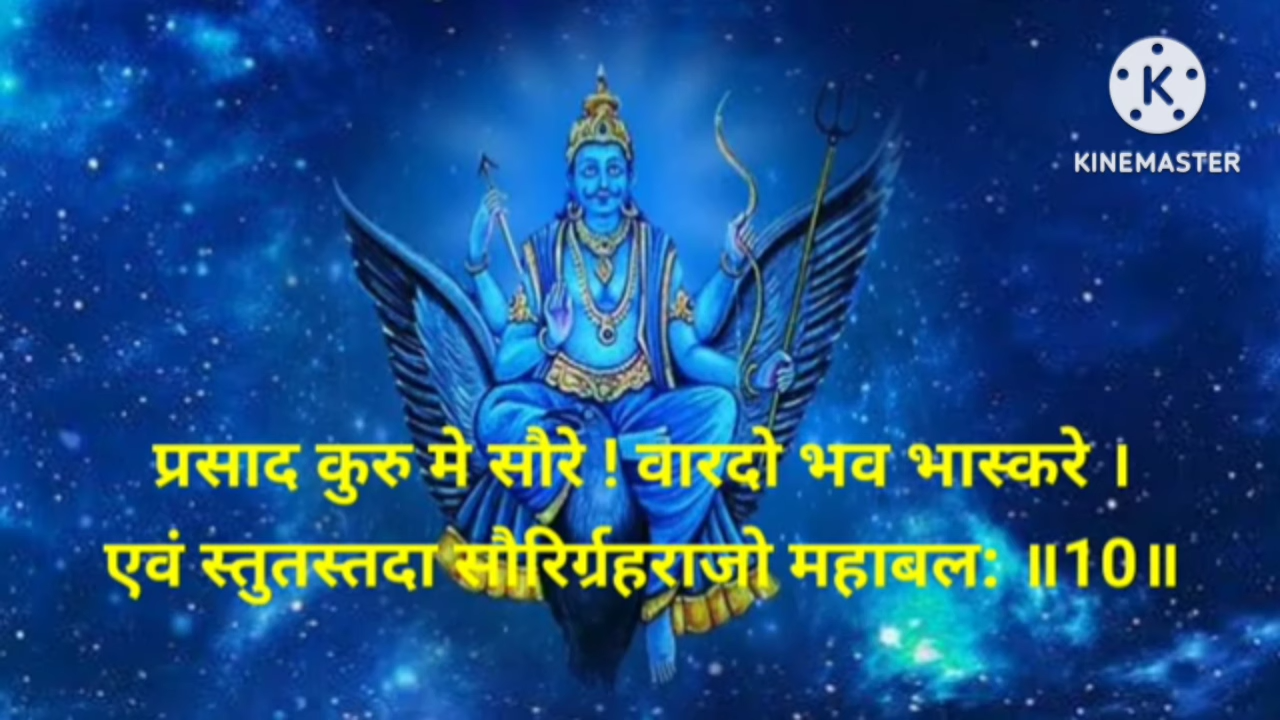 KINEMASTER
प्रसाद कुरु मे सौरे ! वारदो भव भास्करे ।
एवं स्तुतस्तदा सौरिर्ग्रहराजो महाबल: ॥10॥